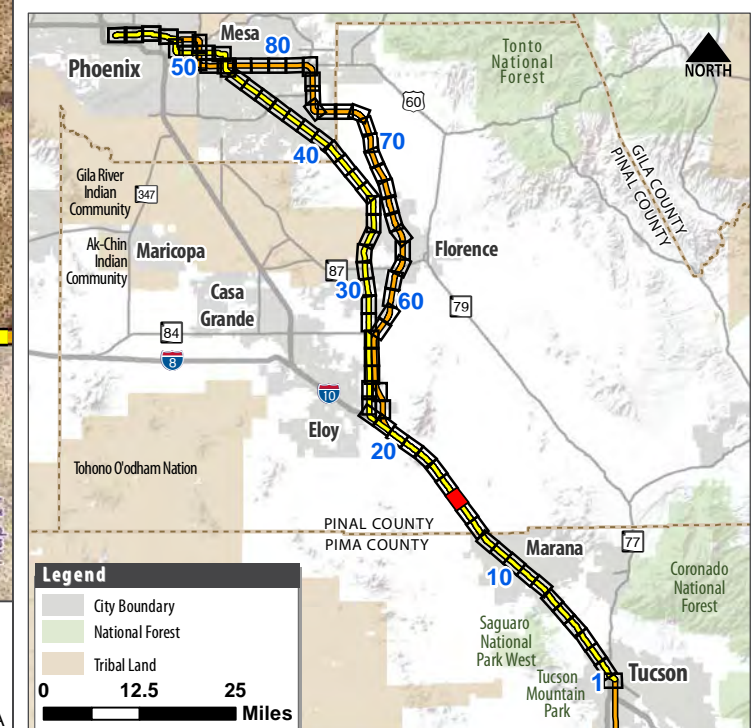 Mesa
80
Tonto
National
Forest
NORTH
Phoenix
50
60
70
40
GILA COUNTY
PINAL COUNTY
Gila River
Indian
Community
347
Ak-Chin
Indian
Community
Maricopa
Florence
87
30
60
Casa
Grande
79
84
8
10
Eloy
20
Tohono O'odham Nation
PINAL COUNTY
PIMA COUNTY
Marana
77
10
Coronado
National
Forest
Saguaro
National
Park West
Tucson
Mountain
Park
1
Tucson
Legend
City Boundary
National Forest
Tribal Land
0 12.5 25
Miles
A